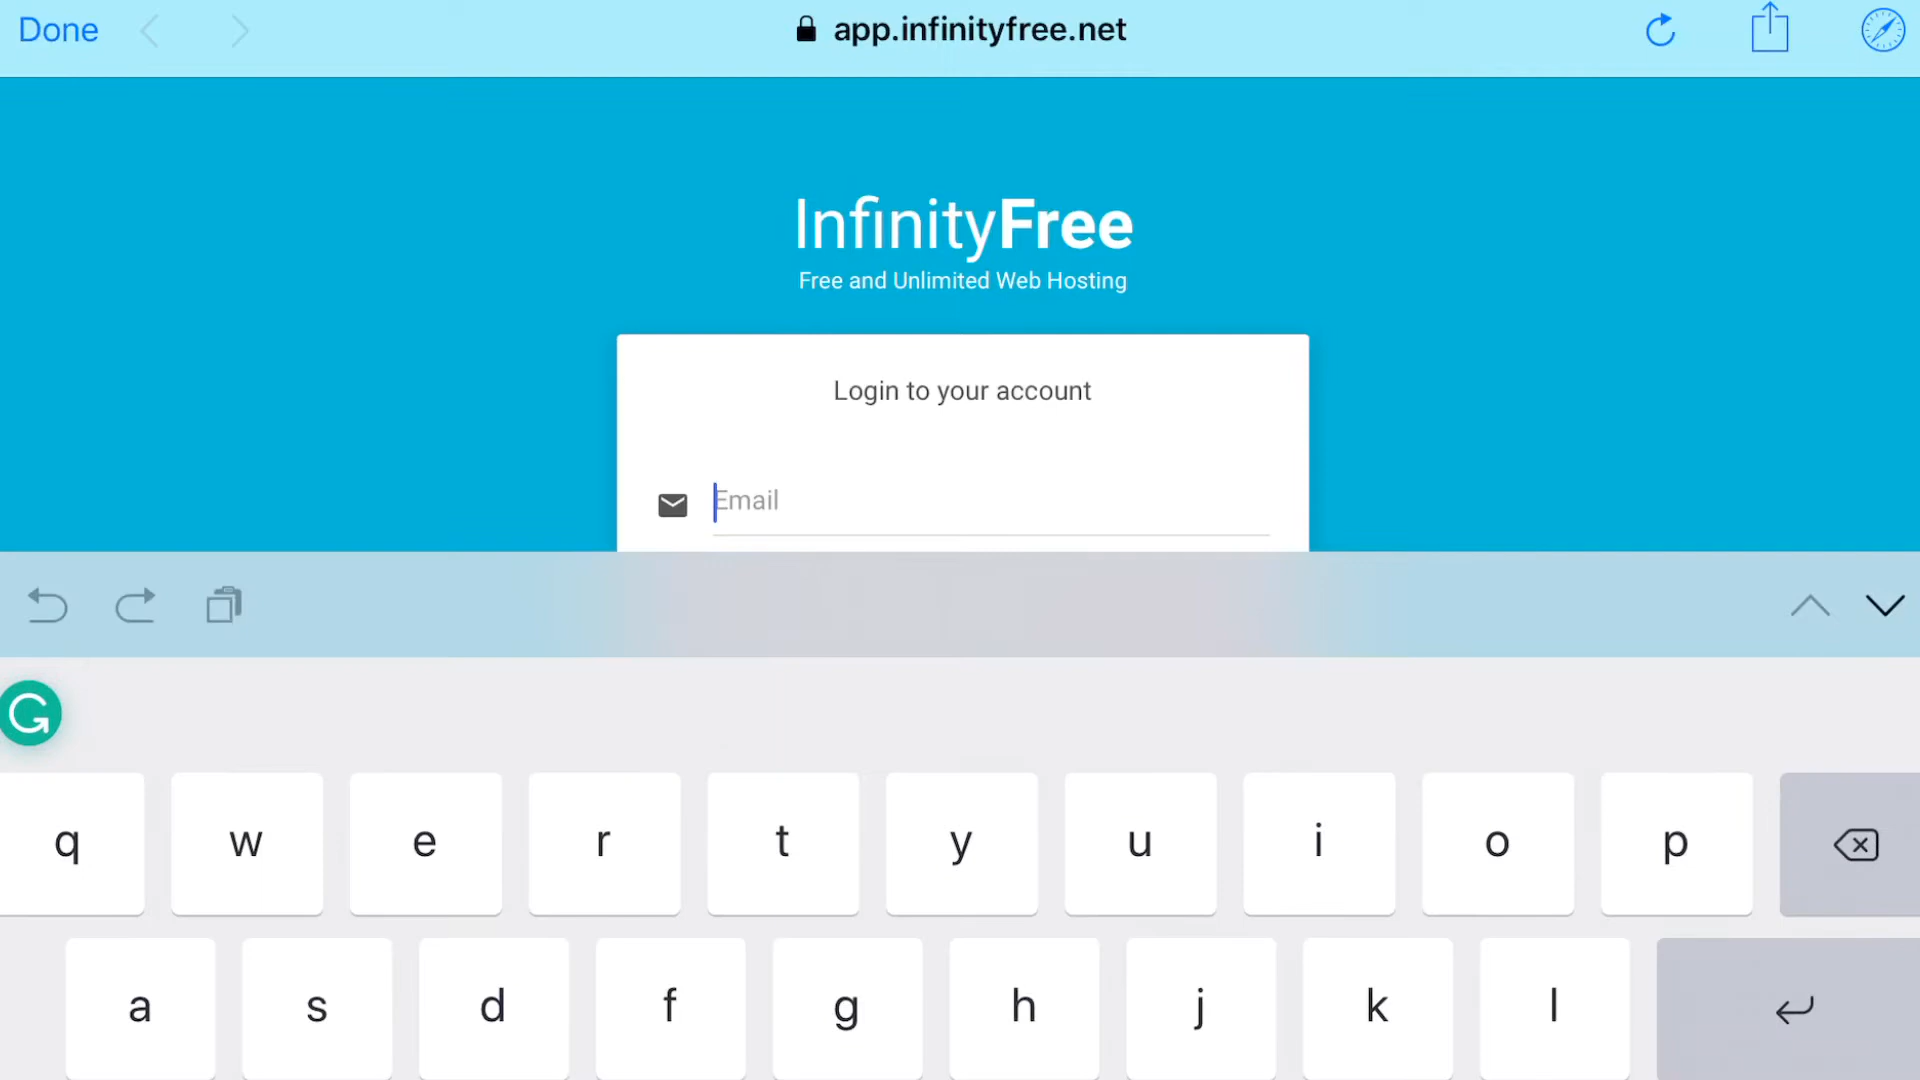 Done
app.infinityfree.net
InfinityFree
Free and Unlimited Web Hosting
Login to your account
Email
q w e r t y u i o p
a s d f g h j k l